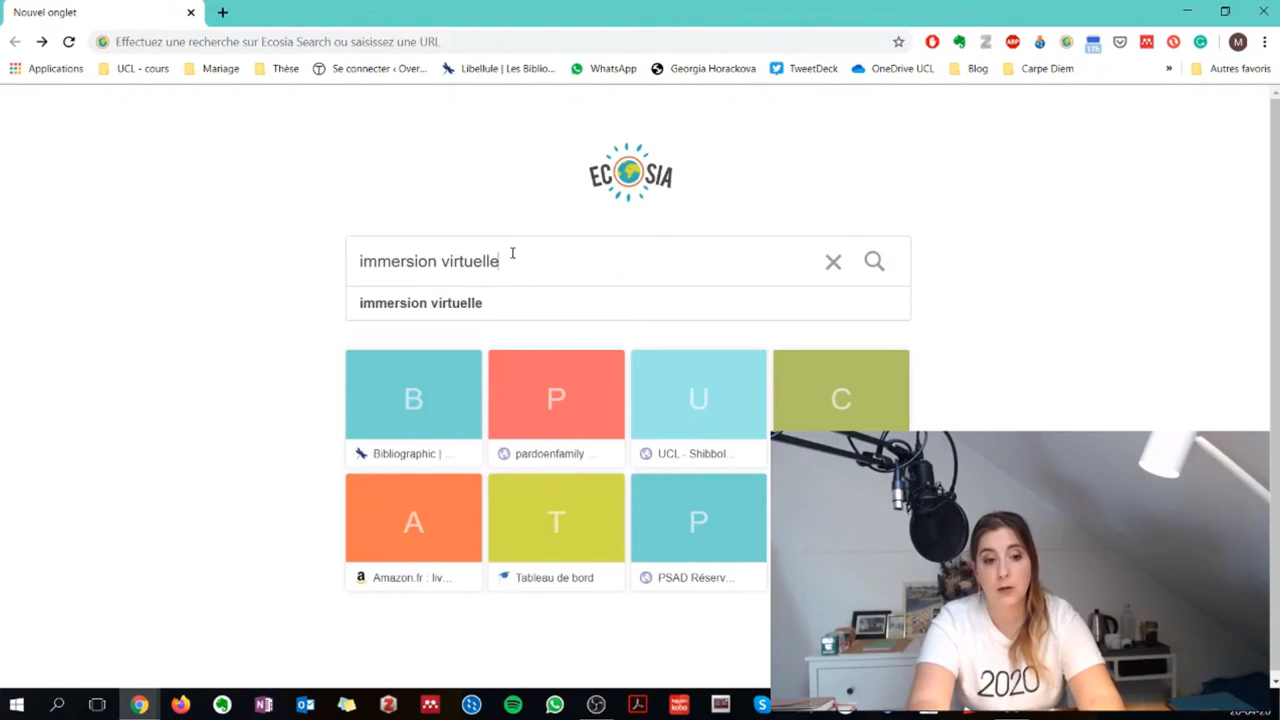 Nouvel onglet
Effectuez une recherche sur Ecosia Search ou saisissez une URL
ABP
17h
M
Applications UCL - cours Mariage Thèse Se connecter ‹ Over... Libellule | Les Biblio... WhatsApp Georgia Horackova TweetDeck OneDrive UCL Blog Carpe Diem » Autres favoris
ECOSIA
immersion virtuelle
immersion virtuelle
B P U C
Bibliographic | ... pardoenfamily ... UCL - Shibbol...
A T P
Amazon.fr : liv... Tableau de bord PSAD Réserv...
2020